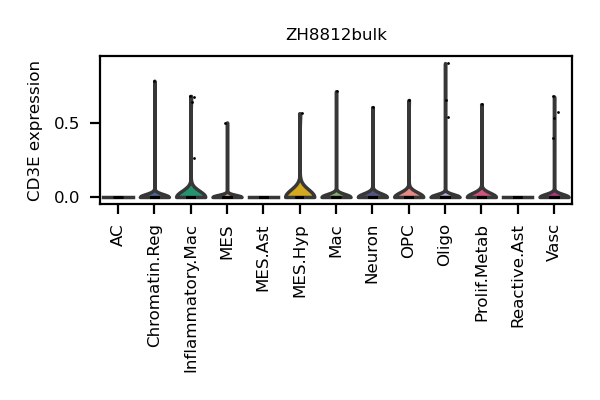 ZH8812bulk
CD3E expression
0.5
0.0
AC
Chromatin.Reg
Inflammatory.Mac
MES
MES.Ast
MES.Hyp
Mac
Neuron
OPC
Oligo
Prolif.Metab
Reactive.Ast
Vasc